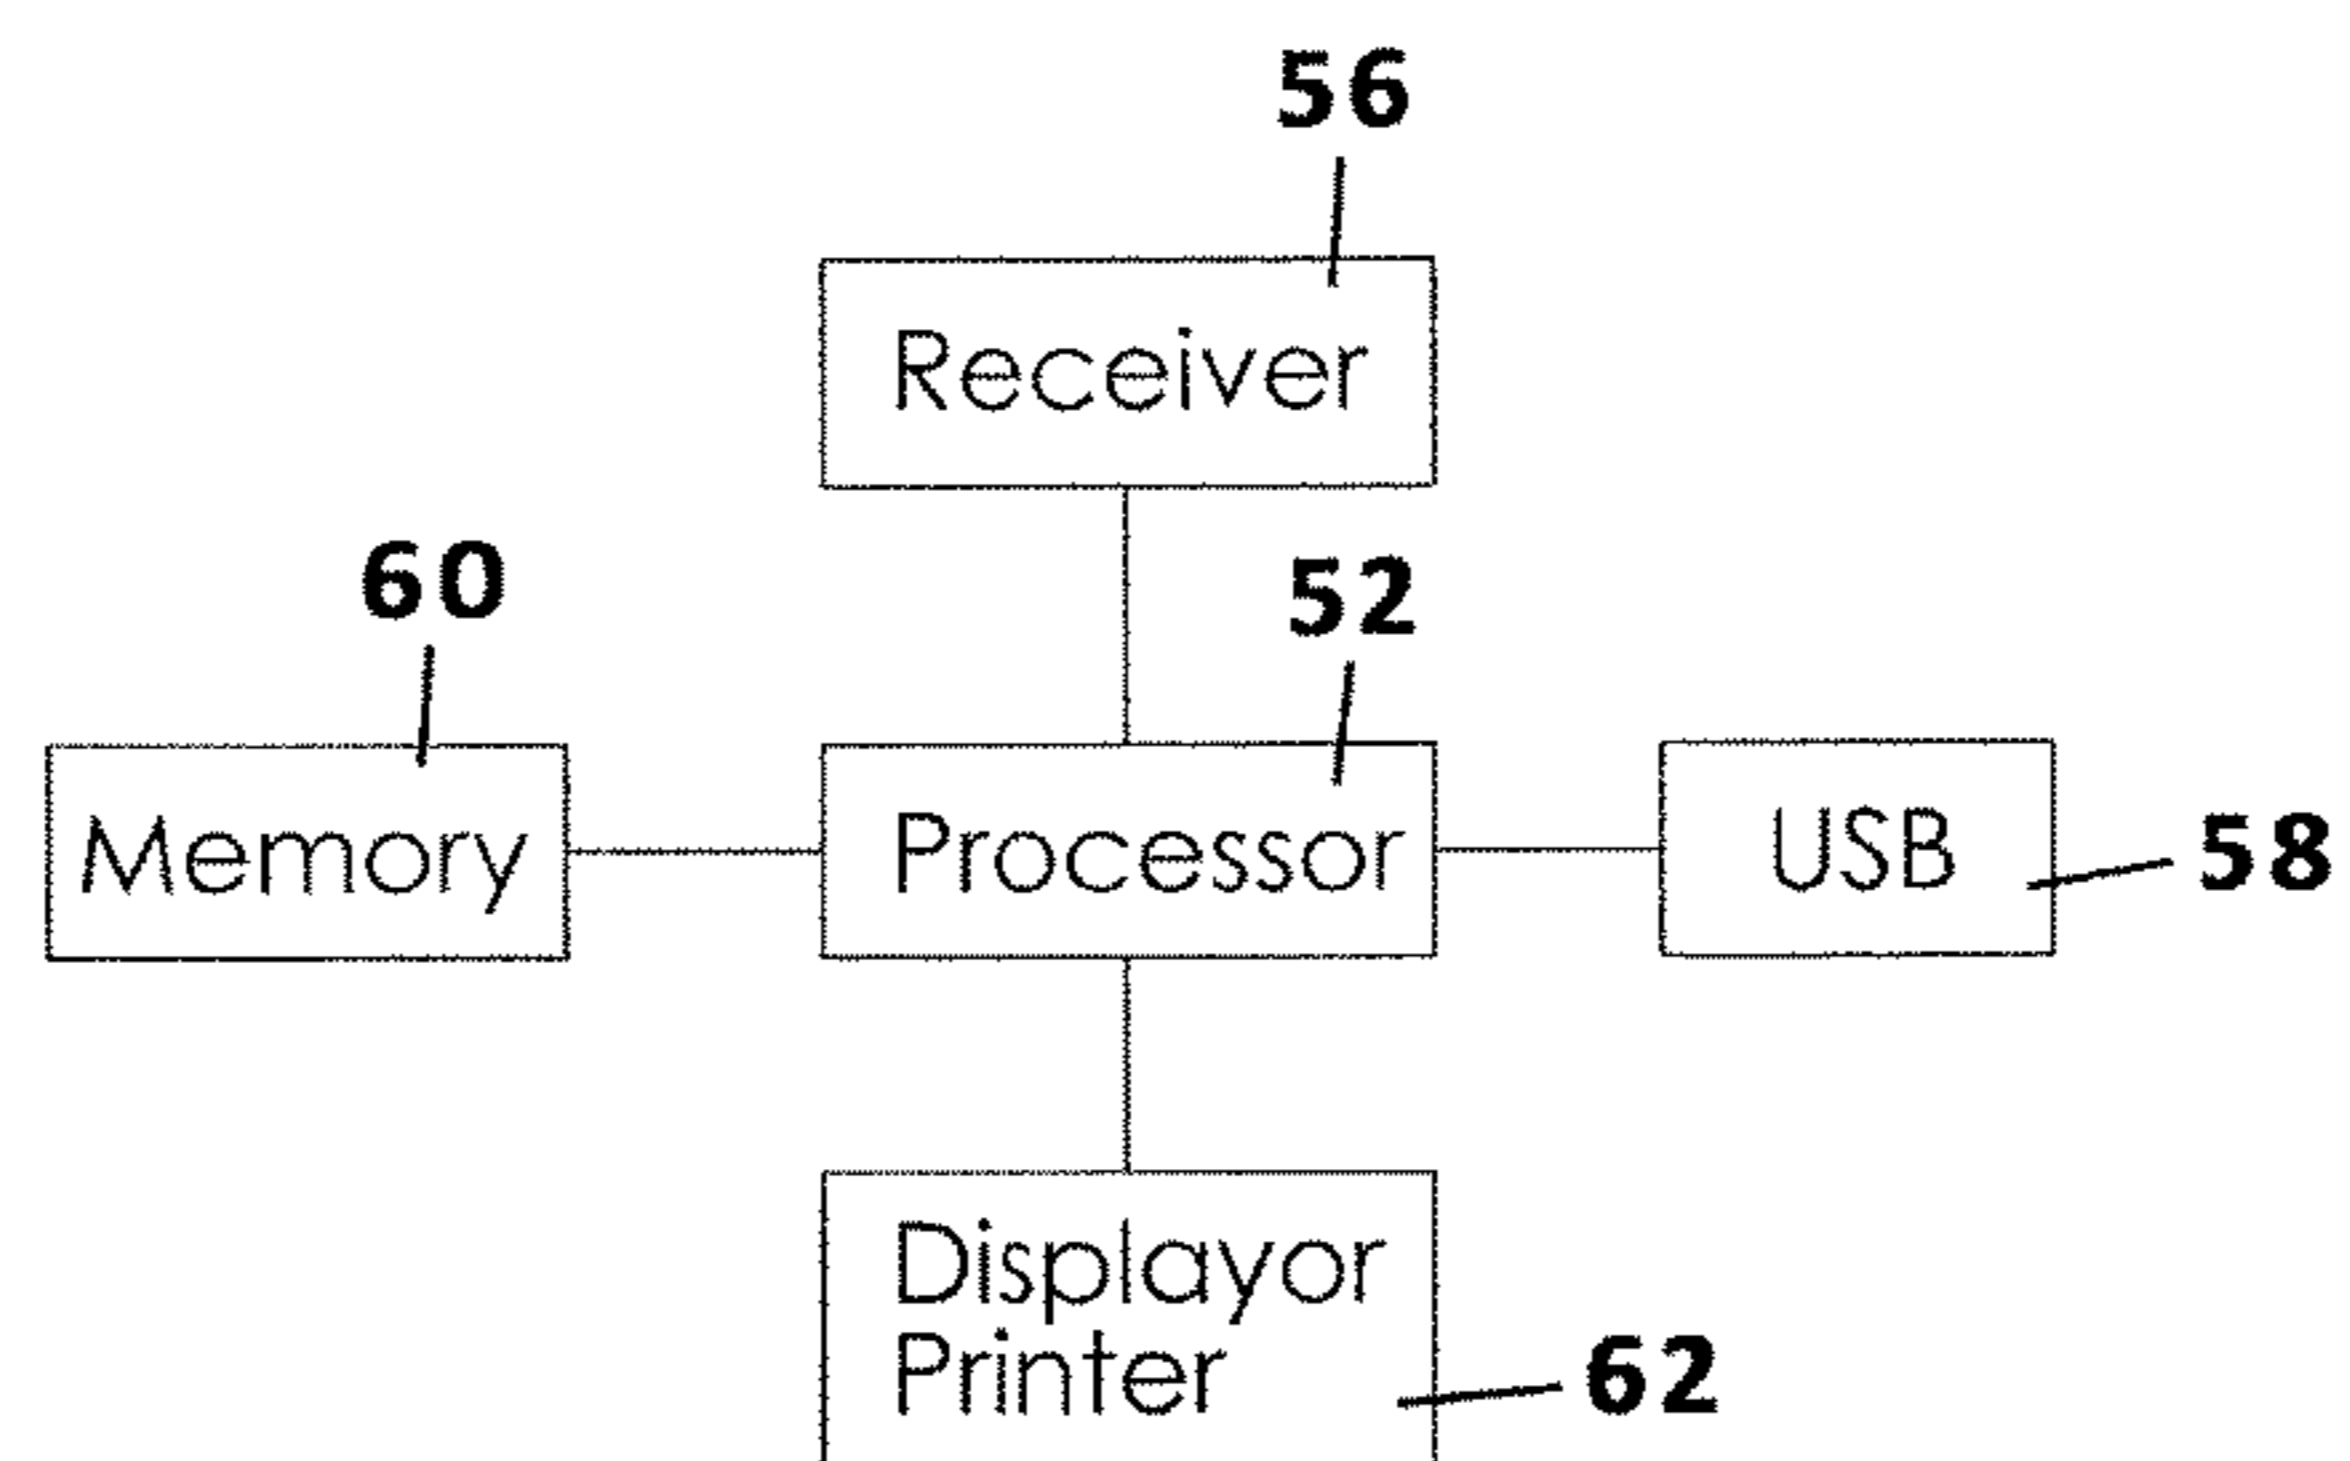 56
Receiver
60
52
Memory
Processor
USB
58
Displayor
Printer
62